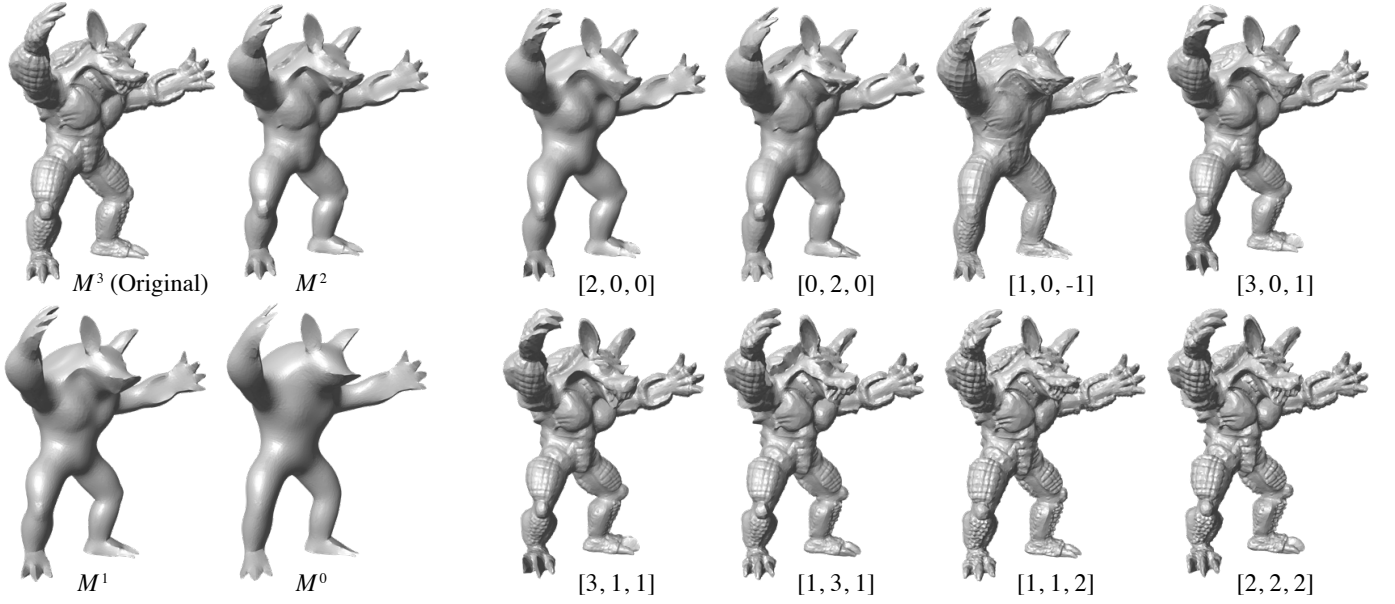 M³ (Original)
M²
[2, 0, 0]
[0, 2, 0]
[1, 0, -1]
[3, 0, 1]
M¹
M⁰
[3, 1, 1]
[1, 3, 1]
[1, 1, 2]
[2, 2, 2]